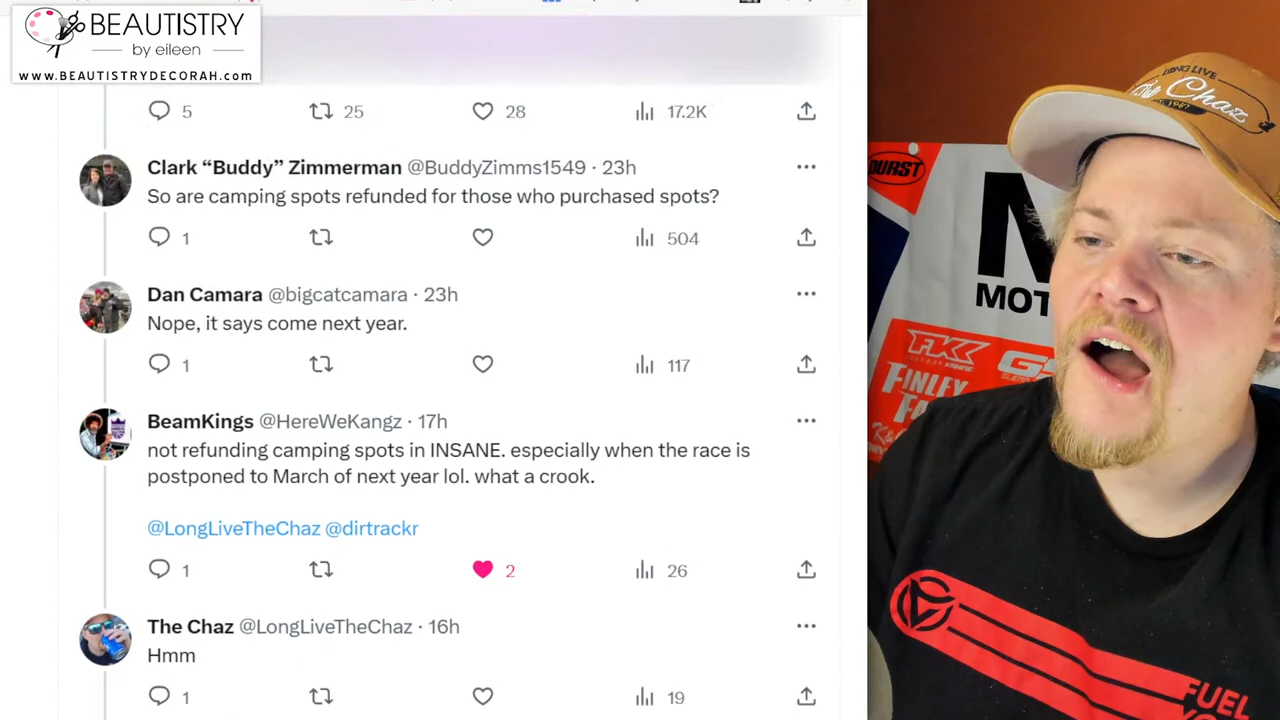 BEAUTISTRY
by eileen
www.BEAUTISTRYDECORAH.com
5 25 28 17.2K
Clark “Buddy” Zimmerman @BuddyZimms1549 · 23h
So are camping spots refunded for those who purchased spots?
1 504
Dan Camara @bigcatcamara · 23h
Nope, it says come next year.
1 117
BeamKings @HereWeKangz · 17h
not refunding camping spots in INSANE. especially when the race is
postponed to March of next year lol. what a crook.
@LongLiveTheChaz @dirtrackr
1 2 26
The Chaz @LongLiveTheChaz · 16h
Hmm
1 19
LONG LIVE
The Chaz
DURST
M
MOT
FKK
FINLEY
FUEL